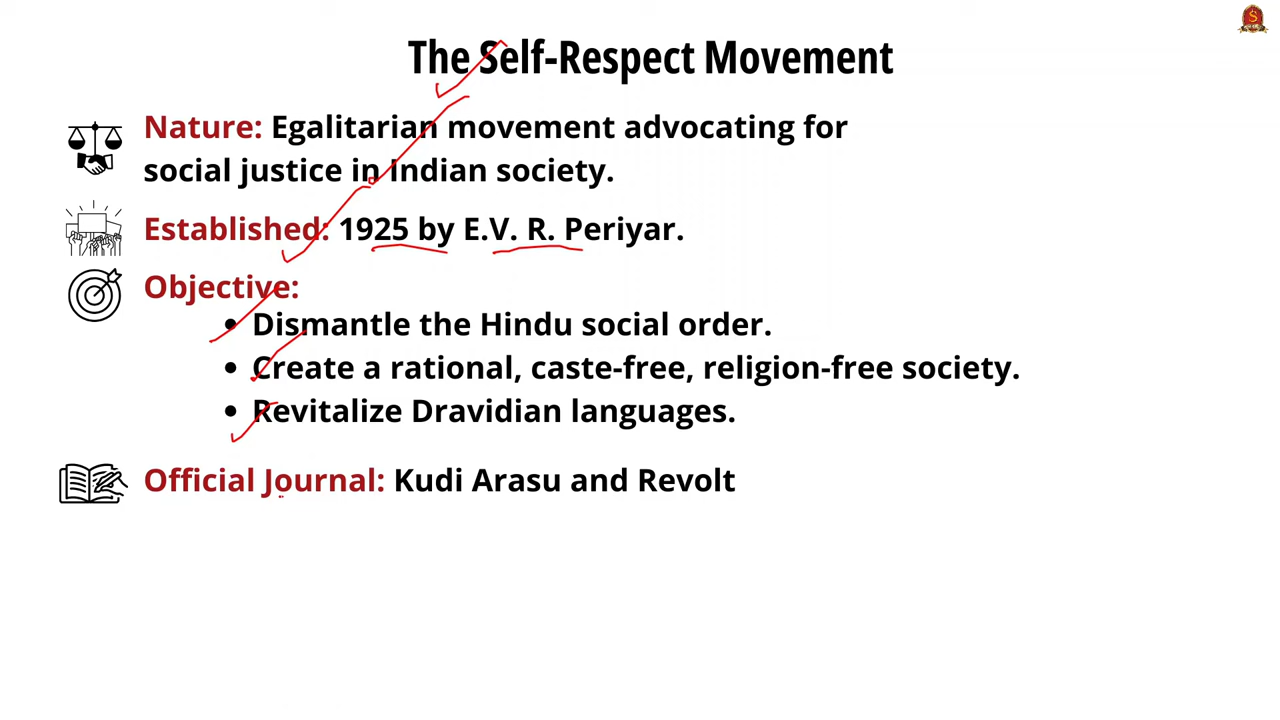 The Self-Respect Movement
Nature: Egalitarian movement advocating for
social justice in Indian society.
Established: 1925 by E.V. R. Periyar.
Objective:
• Dismantle the Hindu social order.
• Create a rational, caste-free, religion-free society.
• Revitalize Dravidian languages.
Official Journal: Kudi Arasu and Revolt